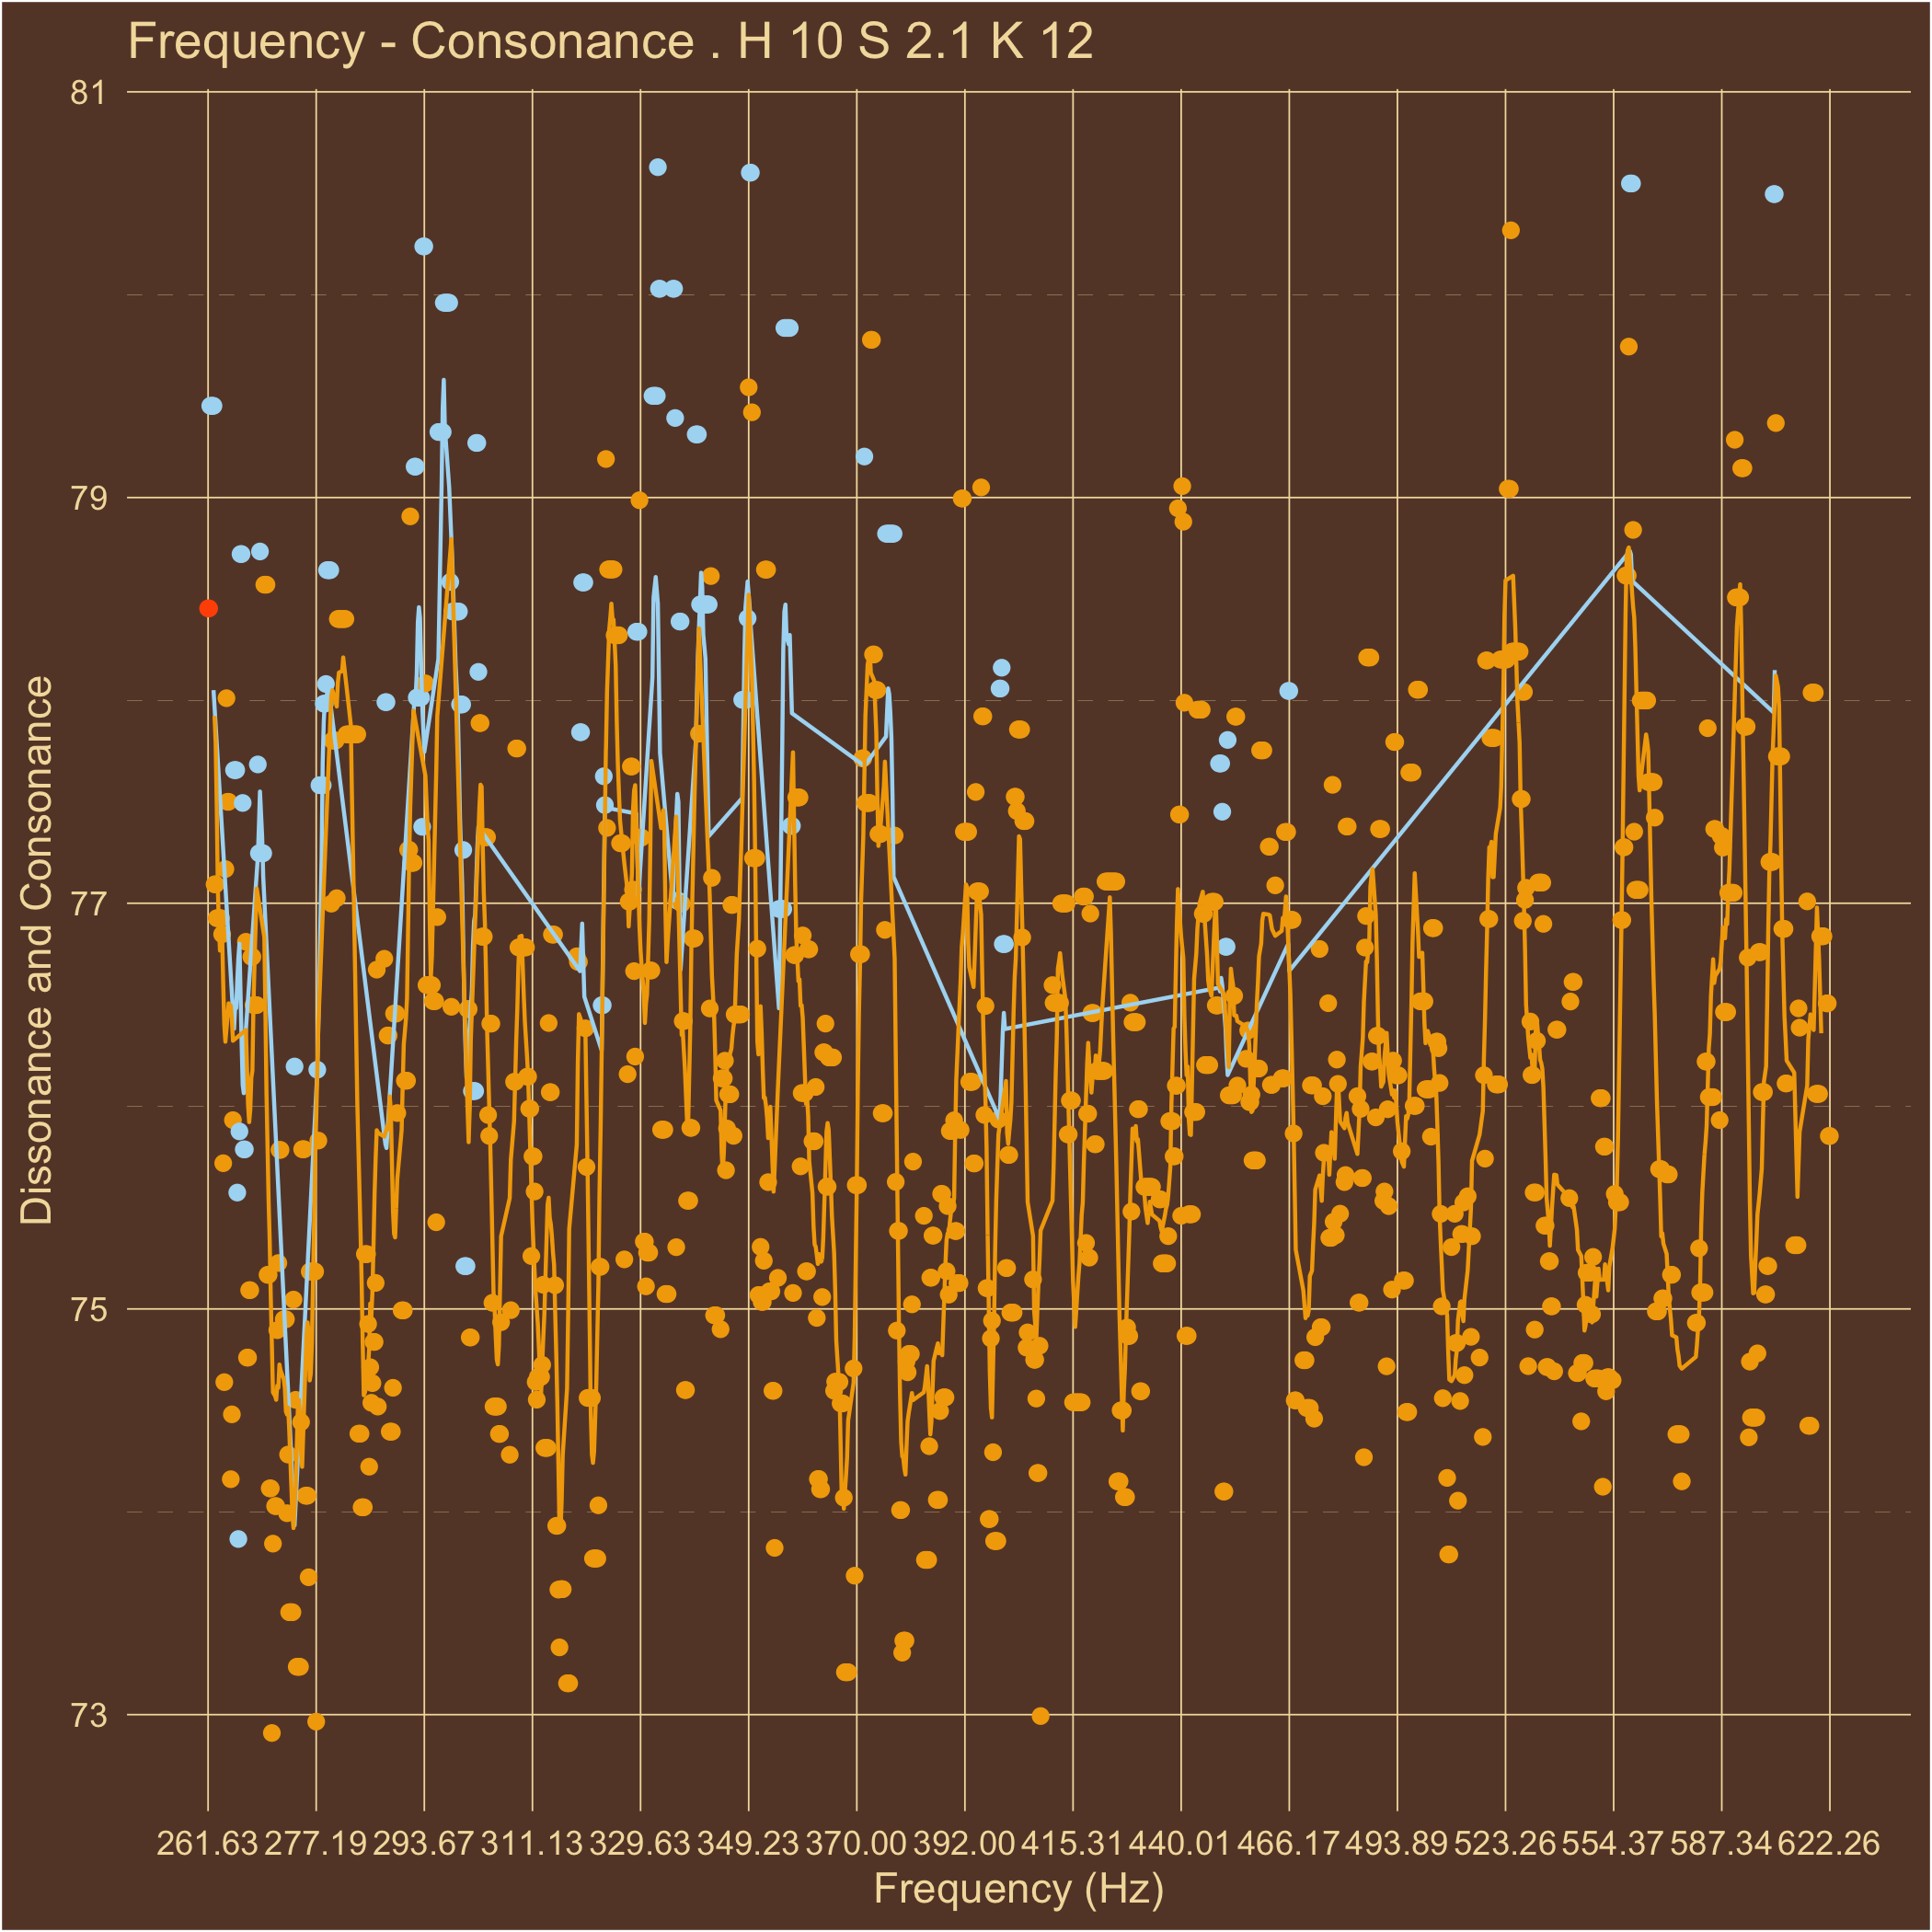 Frequency - Consonance . H 10 S 2.1 K 12
81
79
77
75
73
Dissonance and Consonance
261.63 277.19 293.67 311.13 329.63 349.23 370.00 392.00 415.31 440.01 466.17 493.89 523.26 554.37 587.34 622.26
Frequency (Hz)